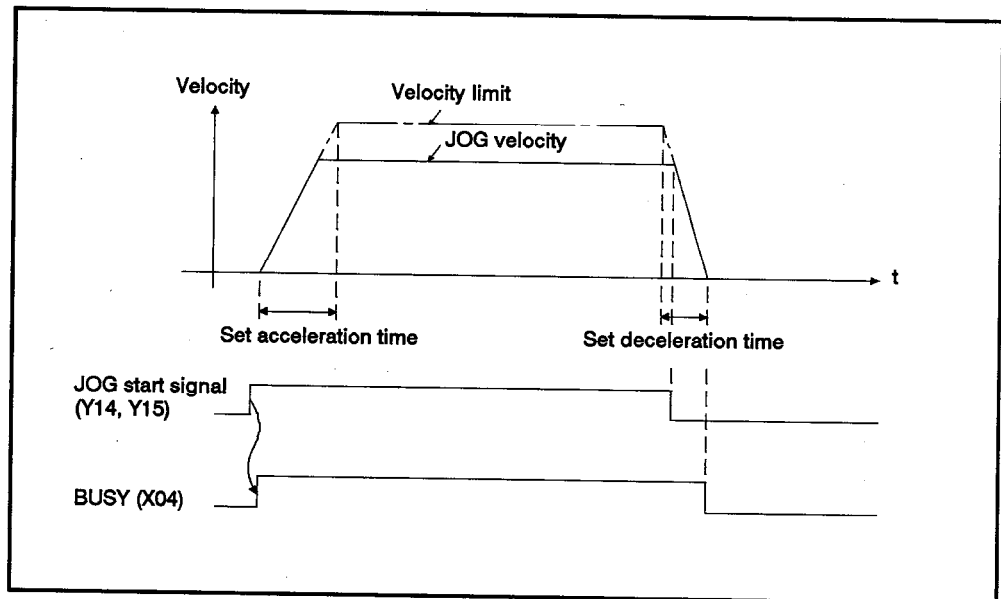 Velocity
Velocity limit
JOG velocity
t
Set acceleration time
Set deceleration time
JOG start signal
(Y14, Y15)
BUSY (X04)